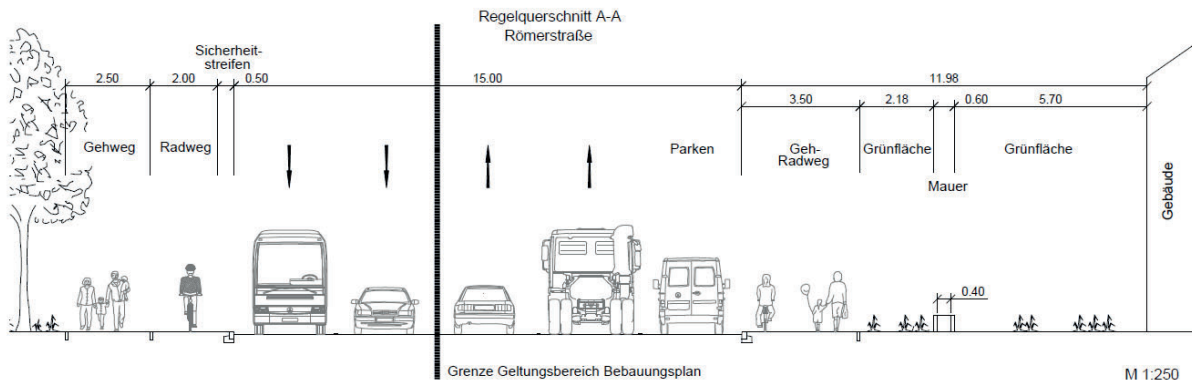 Regelquerschnitt A-A
Römerstraße
Sicherheit-
streifen
2.50 2.00 0.50 15.00 11.98
3.50 2.18 0.60 5.70
Gehweg Radweg Parken Geh-
Radweg Grünfläche Grünfläche
Mauer
Gebäude
0.40
Grenze Geltungsbereich Bebauungsplan
M 1:250